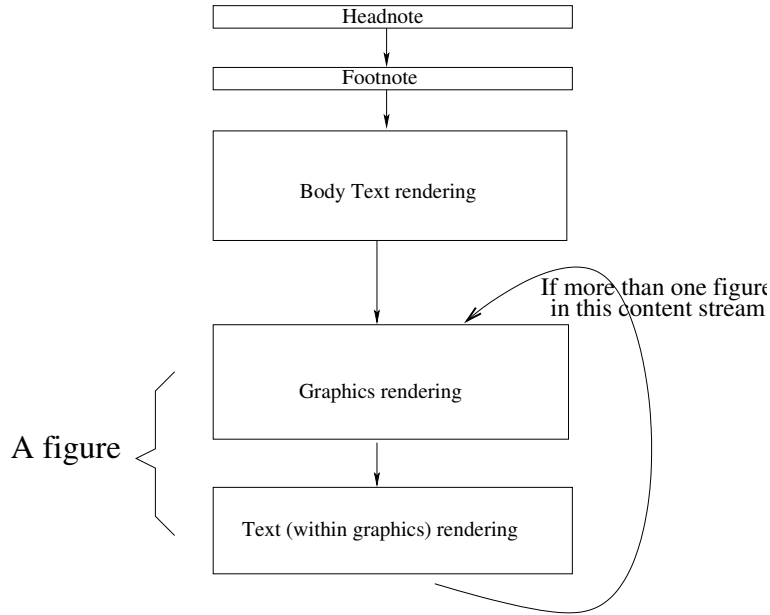 Headnote
Footnote
Body Text rendering
If more than one figure
in this content stream
Graphics rendering
A figure
Text (within graphics) rendering